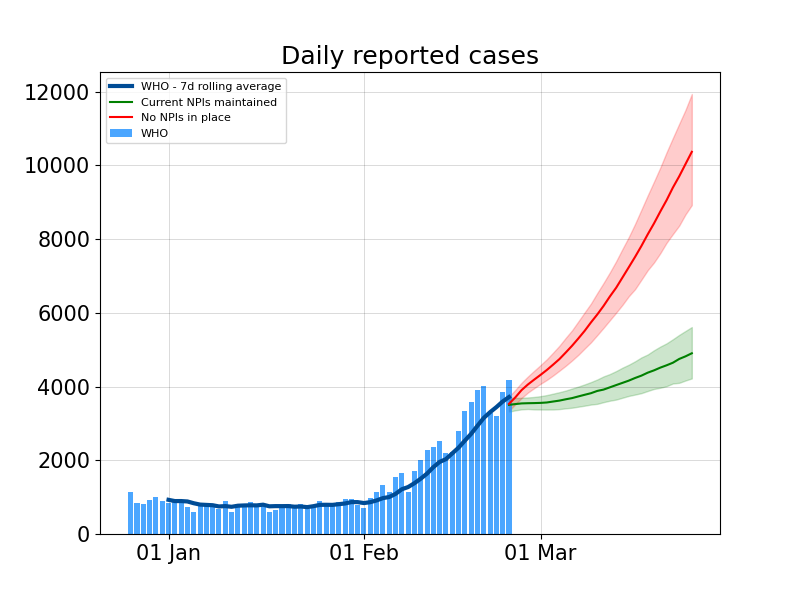 Daily reported cases
WHO - 7d rolling average
Current NPIs maintained
No NPIs in place
WHO
12000
10000
8000
6000
4000
2000
0
01 Jan
01 Feb
01 Mar